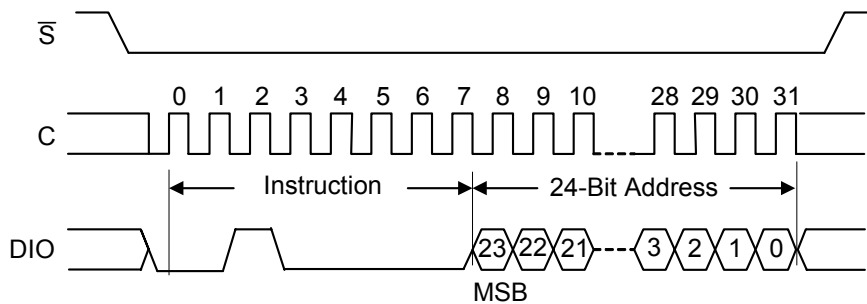 S
0 1 2 3 4 5 6 7 8 9 10 28 29 30 31
C
Instruction 24-Bit Address
DIO 23 22 21 3 2 1 0
MSB